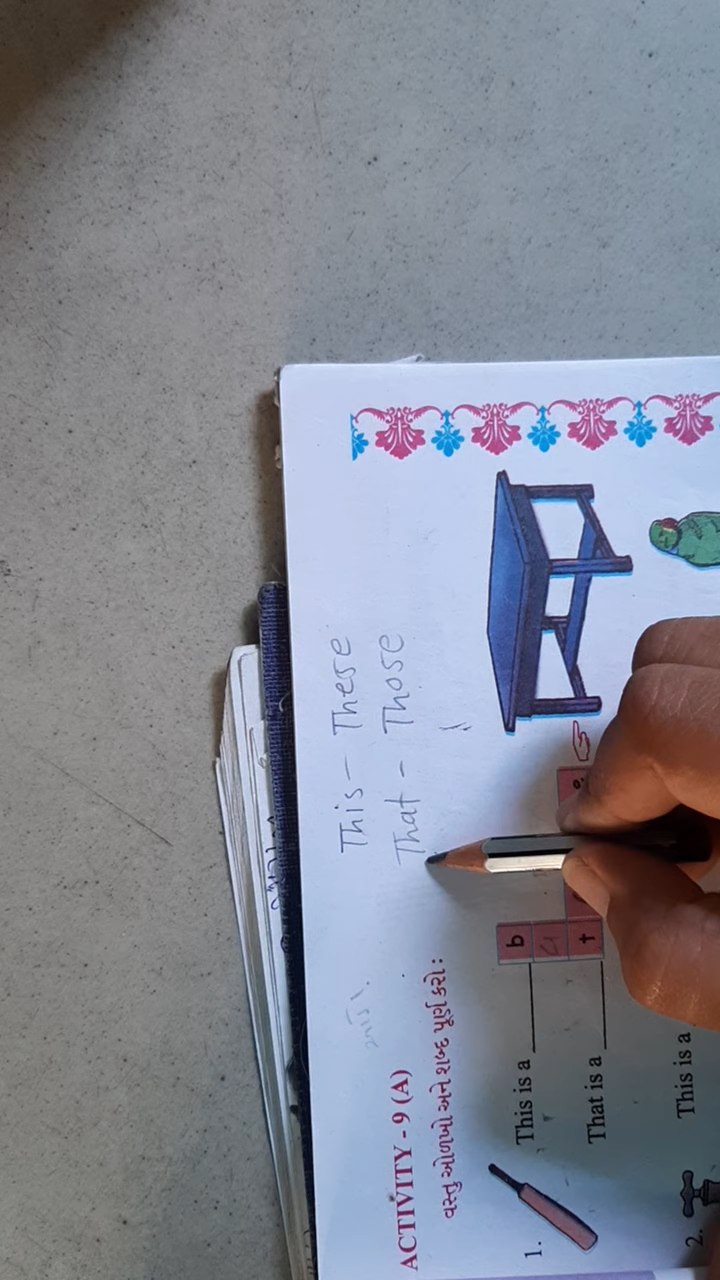 This - These
That - Those
ACTIVITY - 9 (A)
વસ્તુ ઓળખો અને શબ્દ પૂર્ણ કરો :
1. This is a
b
That is a
t
2. This is a